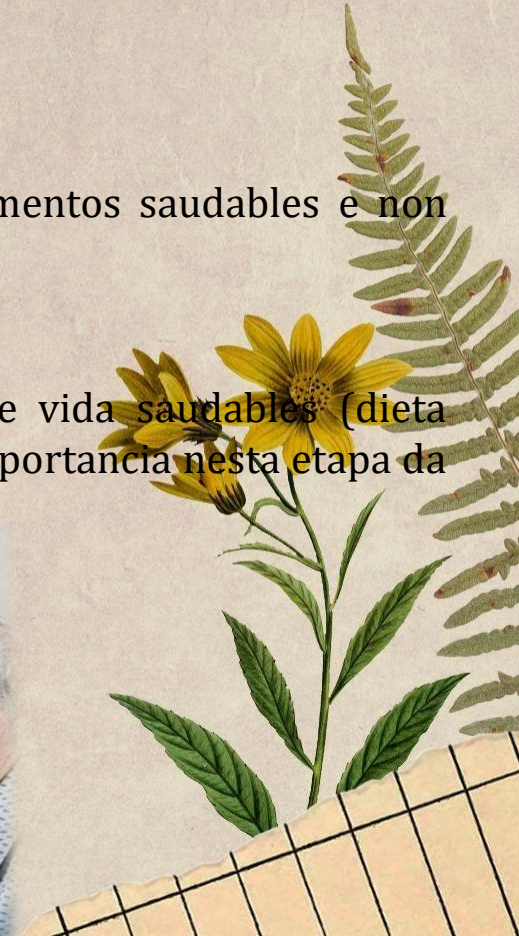 mentos saudables e non
e vida saudables (dieta
portancia nesta etapa da